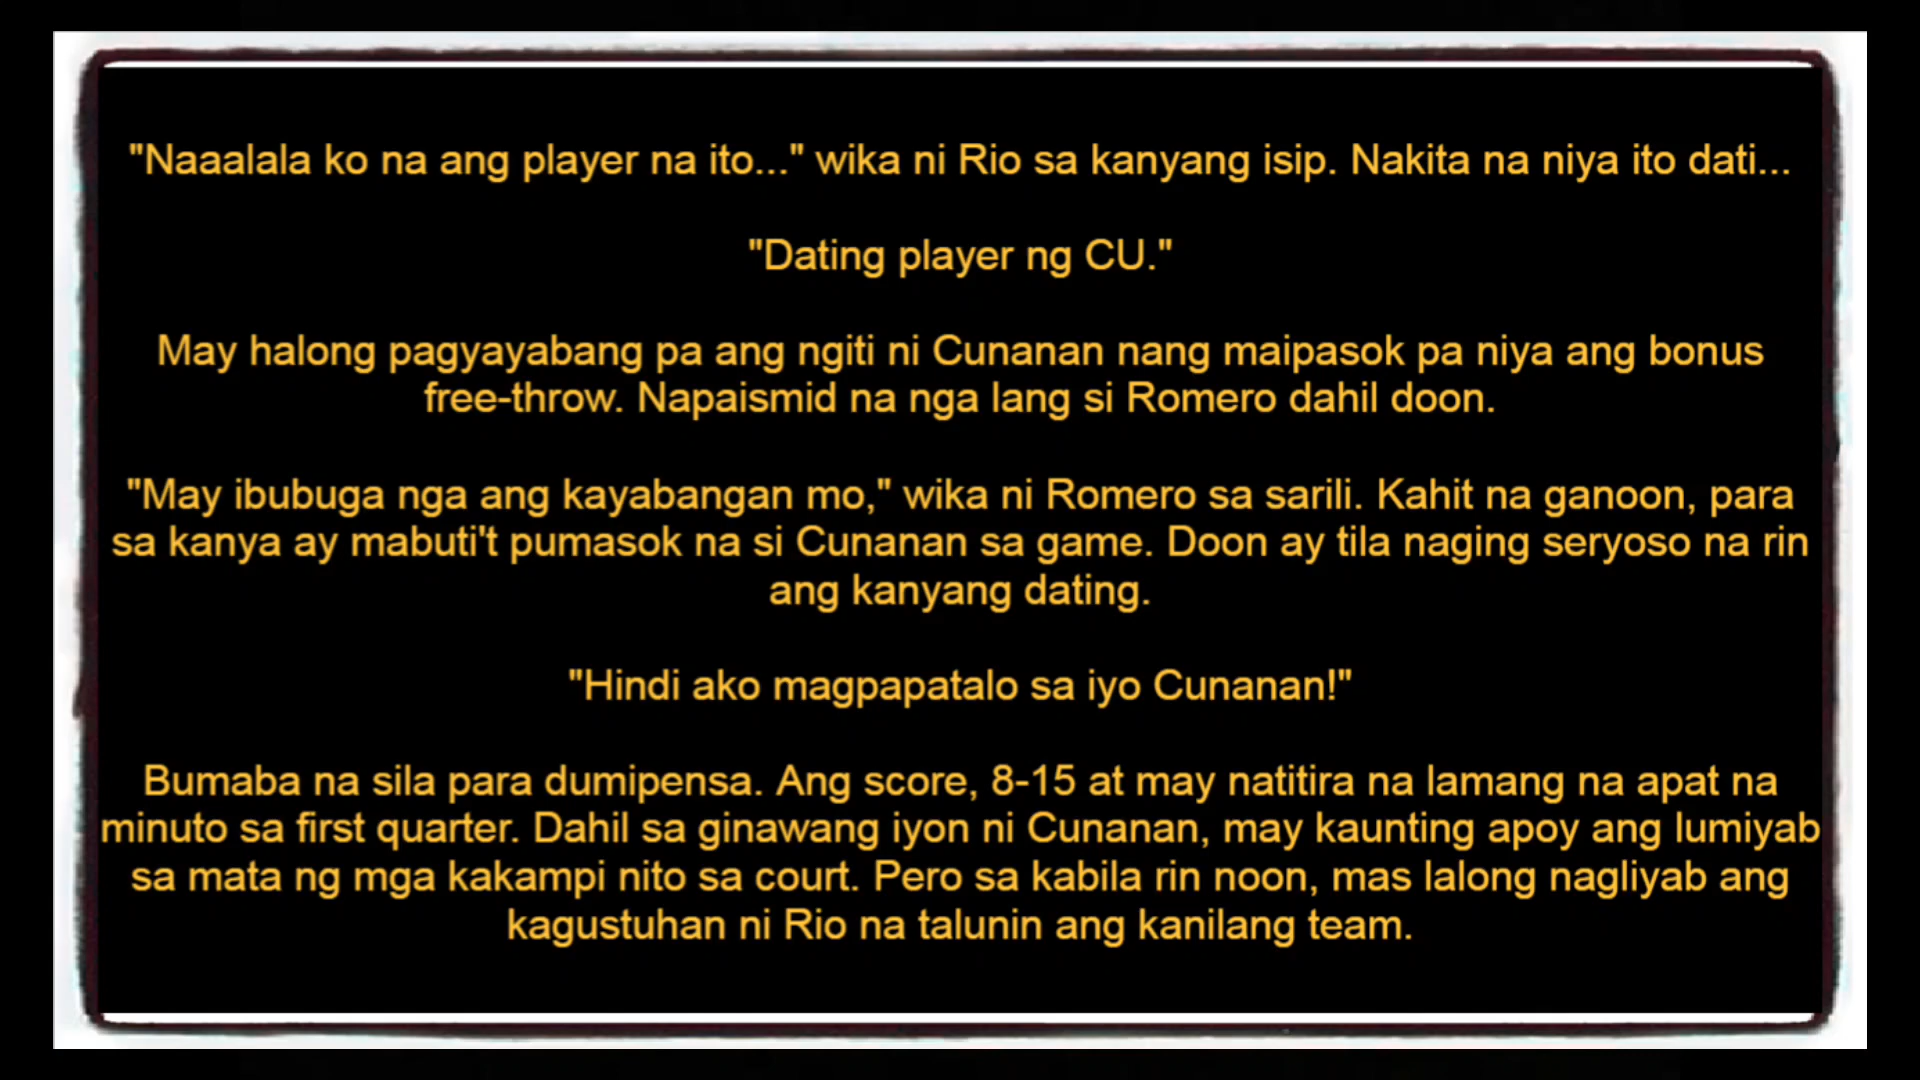 "Naaalala ko na ang player na ito..." wika ni Rio sa kanyang isip. Nakita na niya ito dati...
"Dating player ng CU."
May halong pagyayabang pa ang ngiti ni Cunanan nang maipasok pa niya ang bonus
free-throw. Napaismid na nga lang si Romero dahil doon.
"May ibubuga nga ang kayabangan mo," wika ni Romero sa sarili. Kahit na ganoon, para
sa kanya ay mabuti't pumasok na si Cunanan sa game. Doon ay tila naging seryoso na rin
ang kanyang dating.
"Hindi ako magpapatalo sa iyo Cunanan!"
Bumaba na sila para dumipensa. Ang score, 8-15 at may natitira na lamang na apat na
minuto sa first quarter. Dahil sa ginawang iyon ni Cunanan, may kaunting apoy ang lumiyab
sa mata ng mga kakampi nito sa court. Pero sa kabila rin noon, mas lalong nagliyab ang
kagustuhan ni Rio na talunin ang kanilang team.